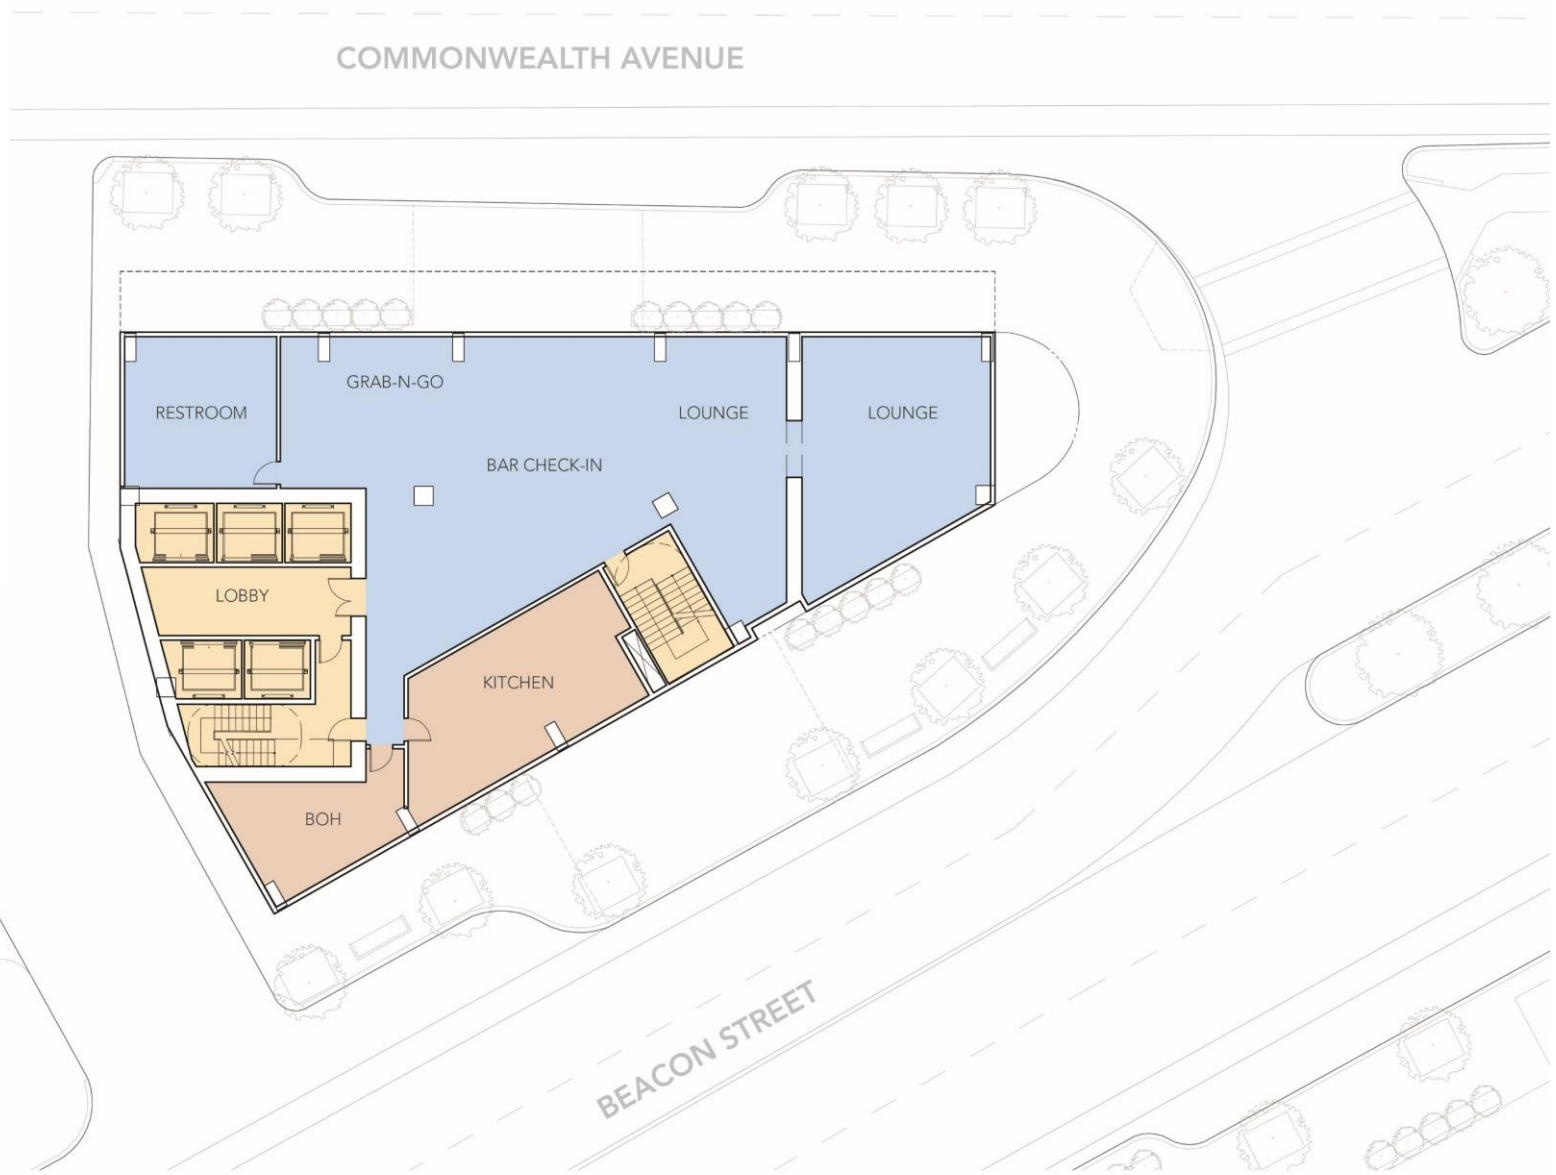 COMMONWEALTH AVENUE
GRAB-N-GO
RESTROOM
LOUNGE
LOUNGE
BAR CHECK-IN
LOBBY
KITCHEN
BOH
BEACON STREET